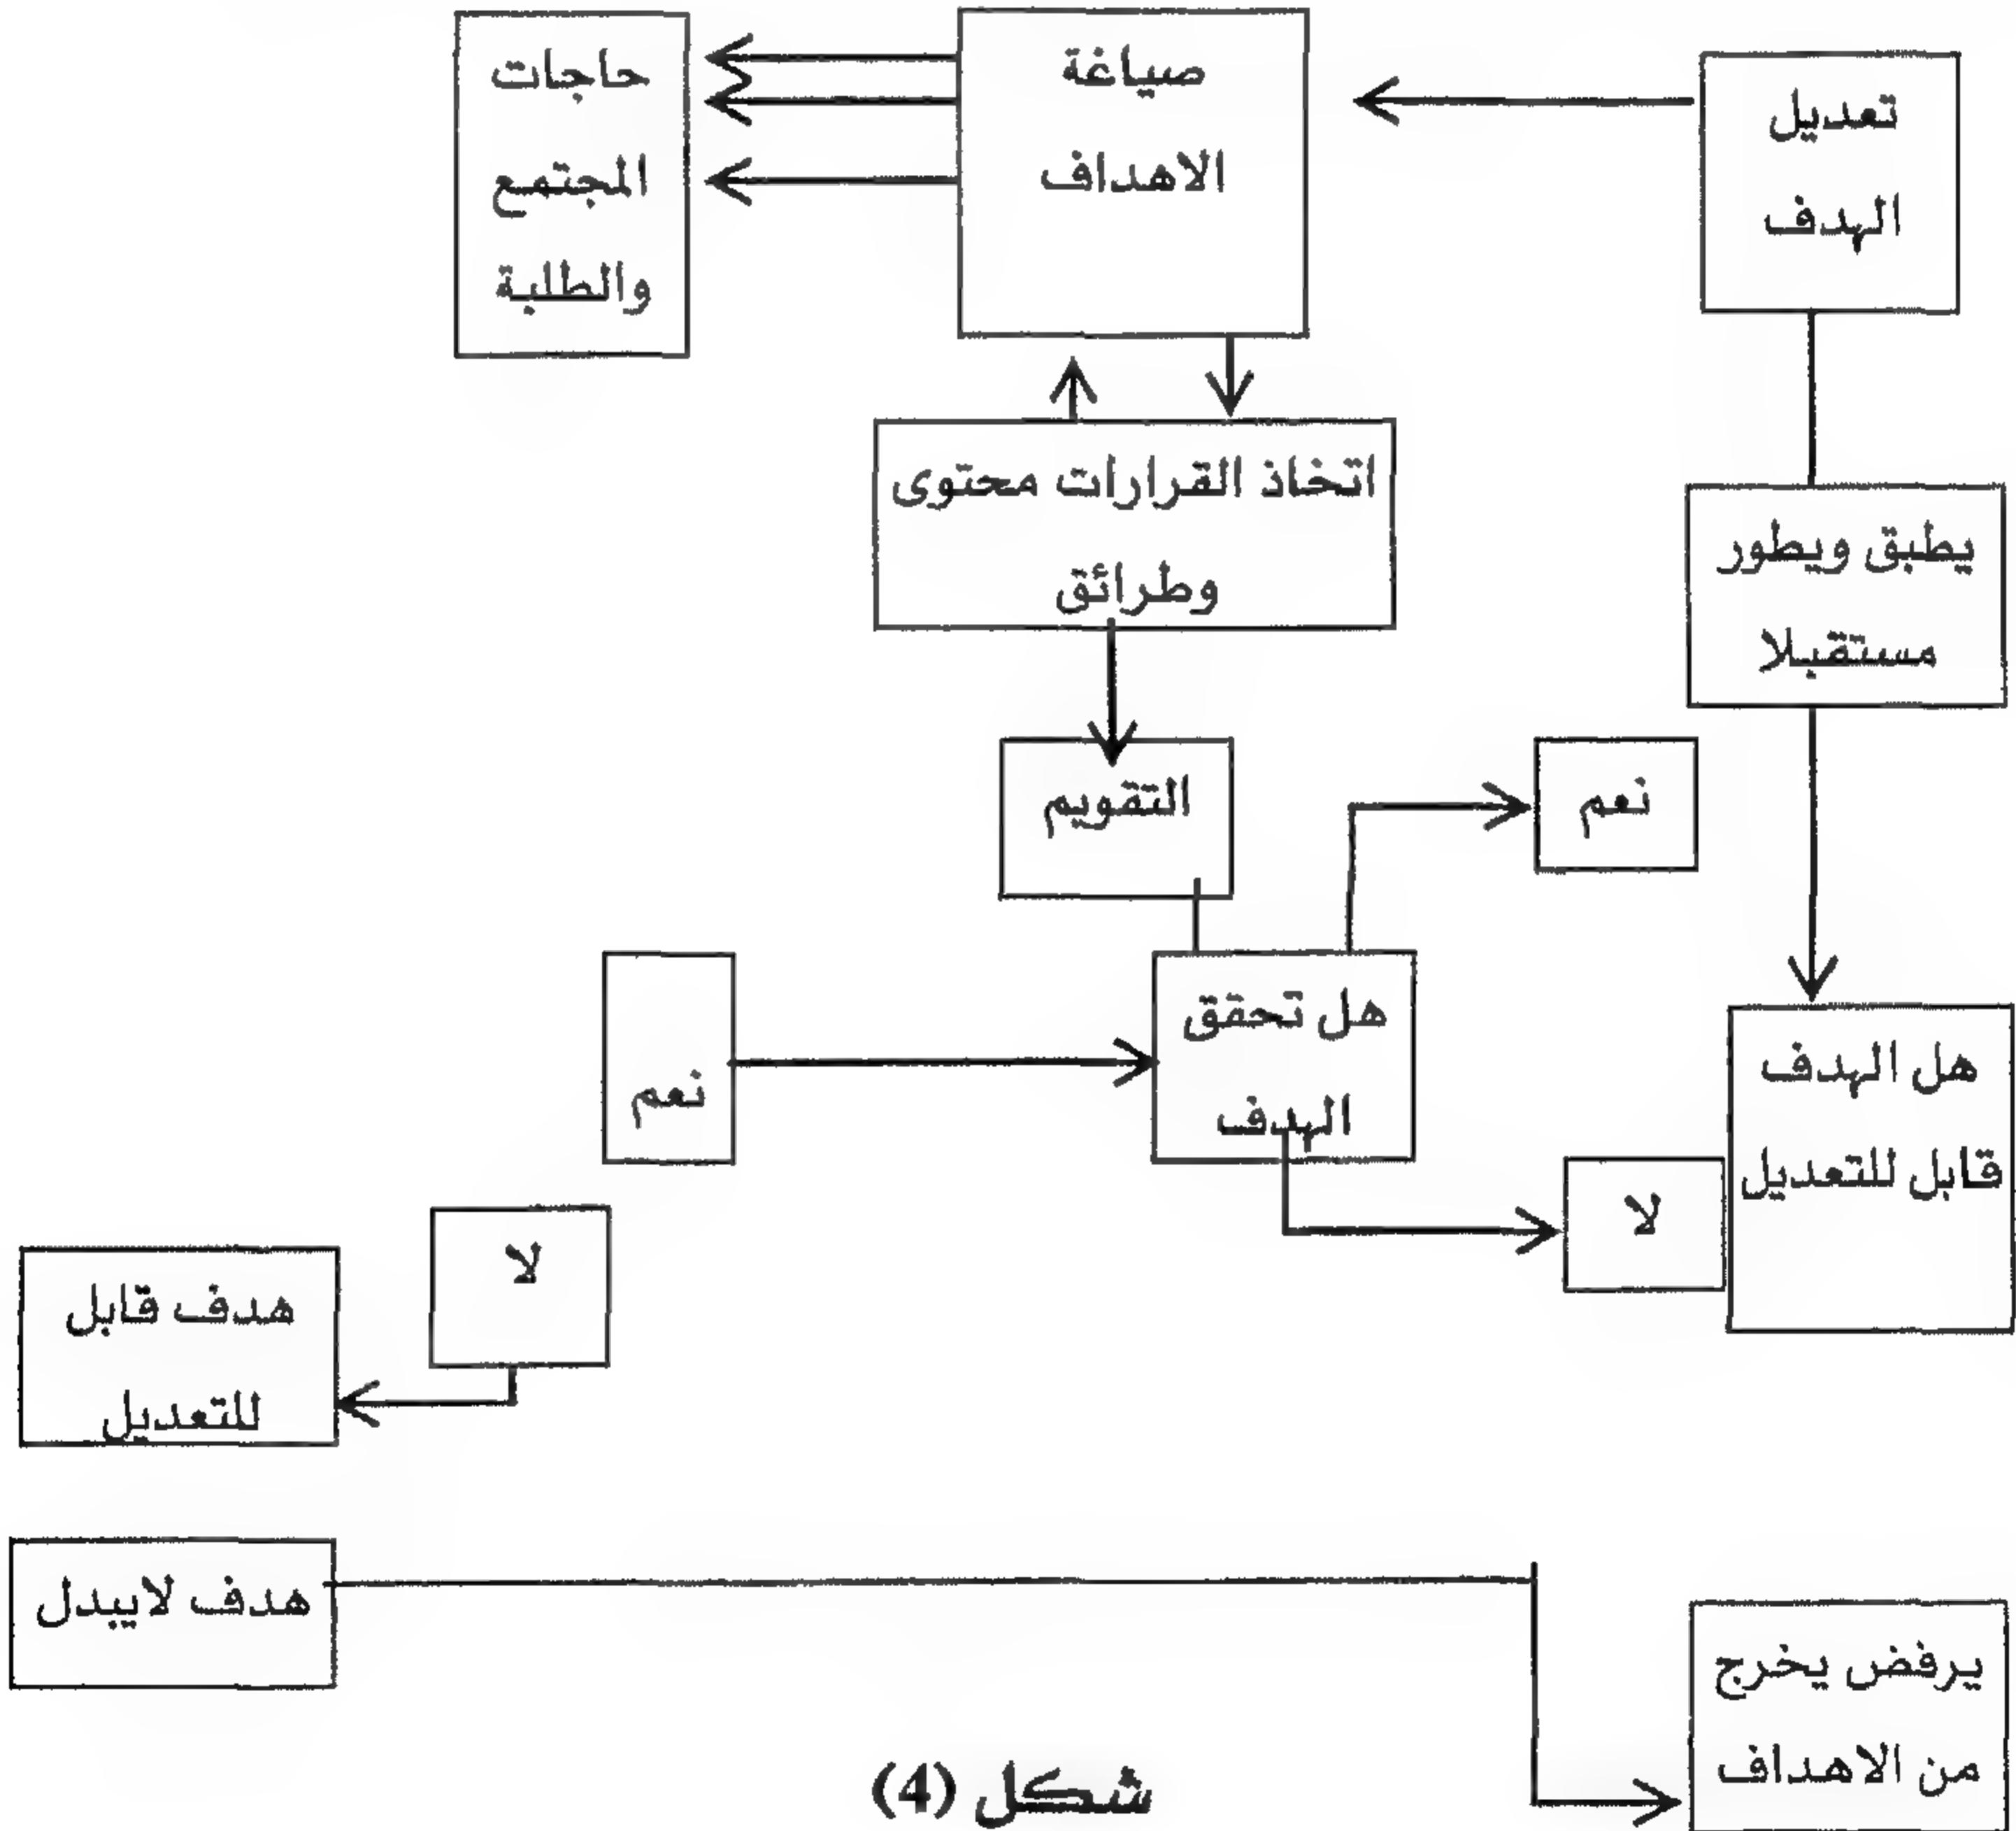 تعديل
الهدف
صياغة
الاهداف
حاجات
المجتمع
والطلبة
اتخاذ القرارات محتوى
وطرائق
يطبق ويطور
مستقبلا
التقويم
نعم
هل تحقق
الهدف
نعم
هل الهدف
قابل للتعديل
لا
لا
هدف قابل
للتعديل
هدف لاييدل
يرفض يخرج
من الاهداف
شكل (4)